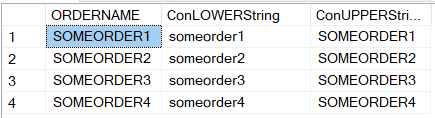 ORDERNAME ConLOWERString ConUPPERStri...
1 SOMEORDER1 someorder1 SOMEORDER1
2 SOMEORDER2 someorder2 SOMEORDER2
3 SOMEORDER3 someorder3 SOMEORDER3
4 SOMEORDER4 someorder4 SOMEORDER4